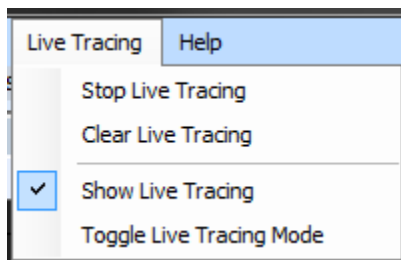 Live Tracing Help
Stop Live Tracing
Clear Live Tracing
Show Live Tracing
Toggle Live Tracing Mode